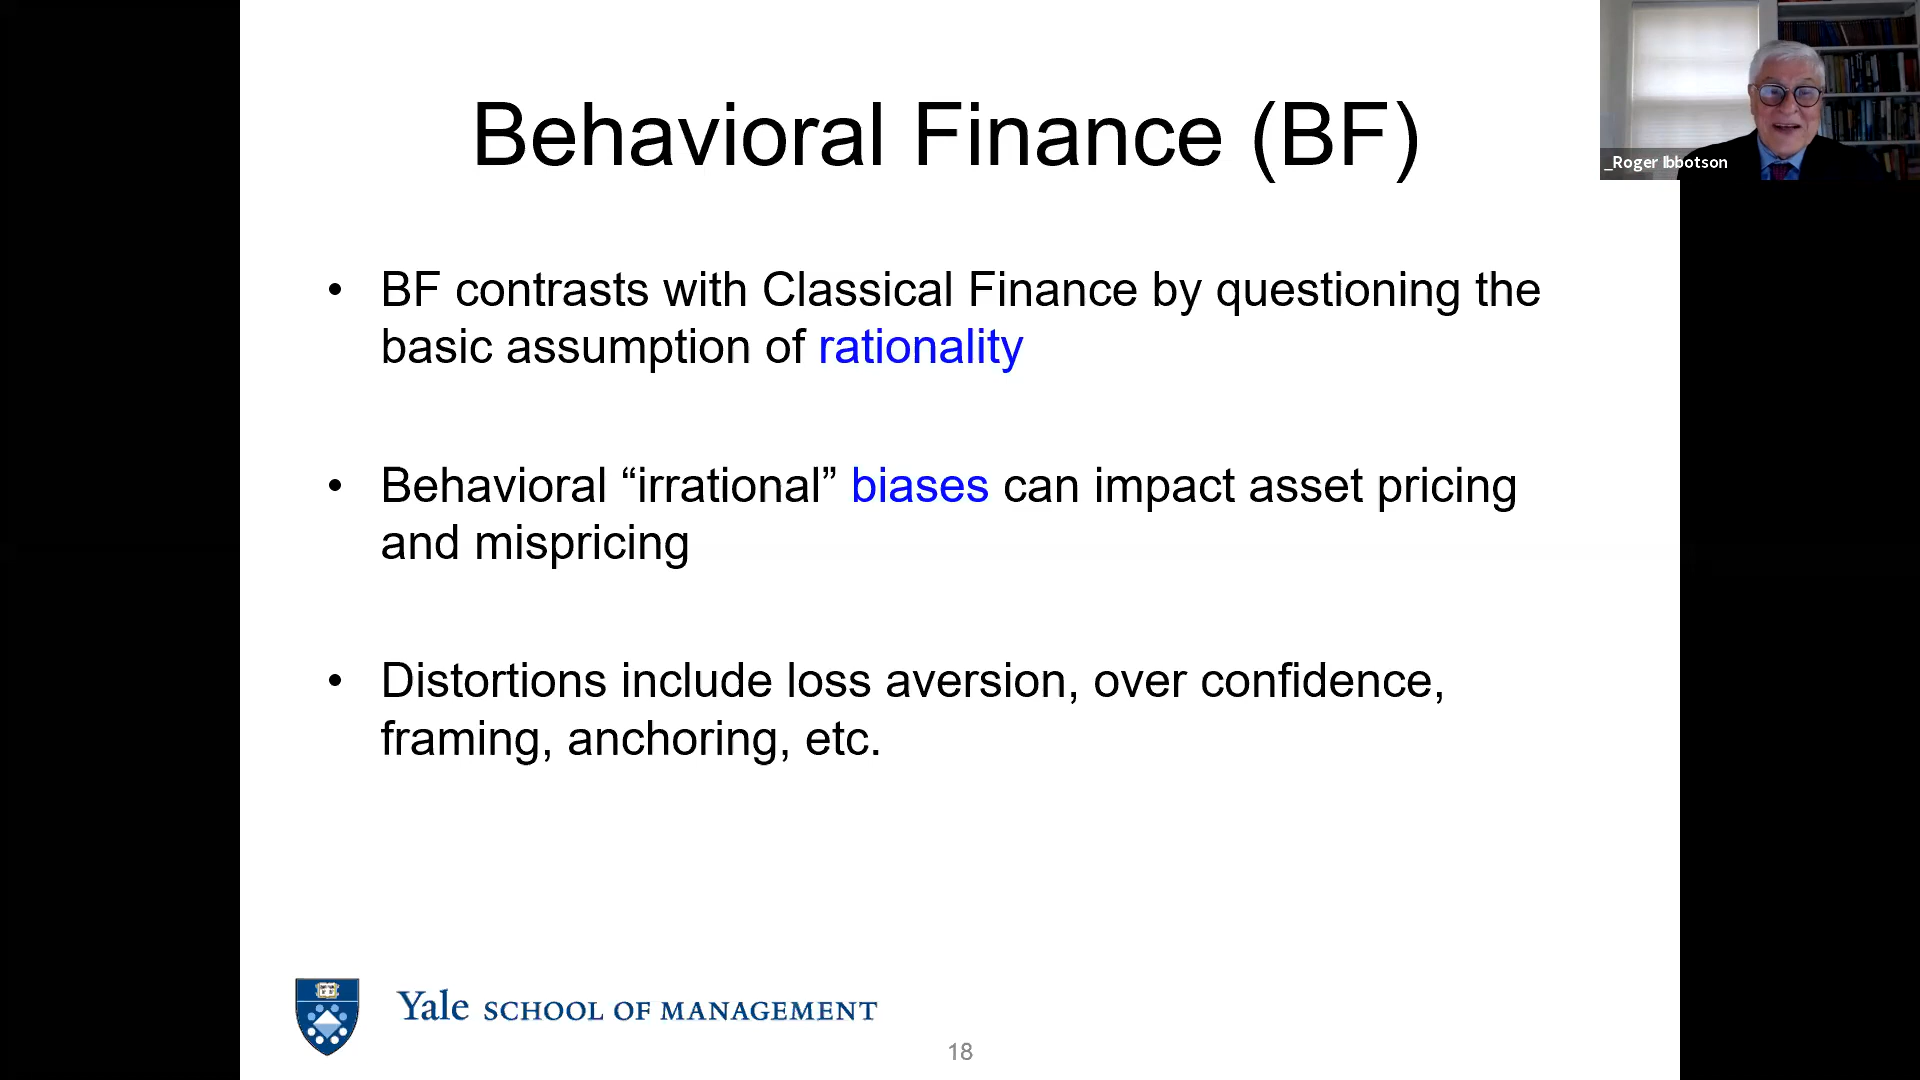 Behavioral Finance (BF)
_Roger Ibbotson
• BF contrasts with Classical Finance by questioning the
basic assumption of rationality
• Behavioral “irrational” biases can impact asset pricing
and mispricing
• Distortions include loss aversion, over confidence,
framing, anchoring, etc.
Yale SCHOOL OF MANAGEMENT
18